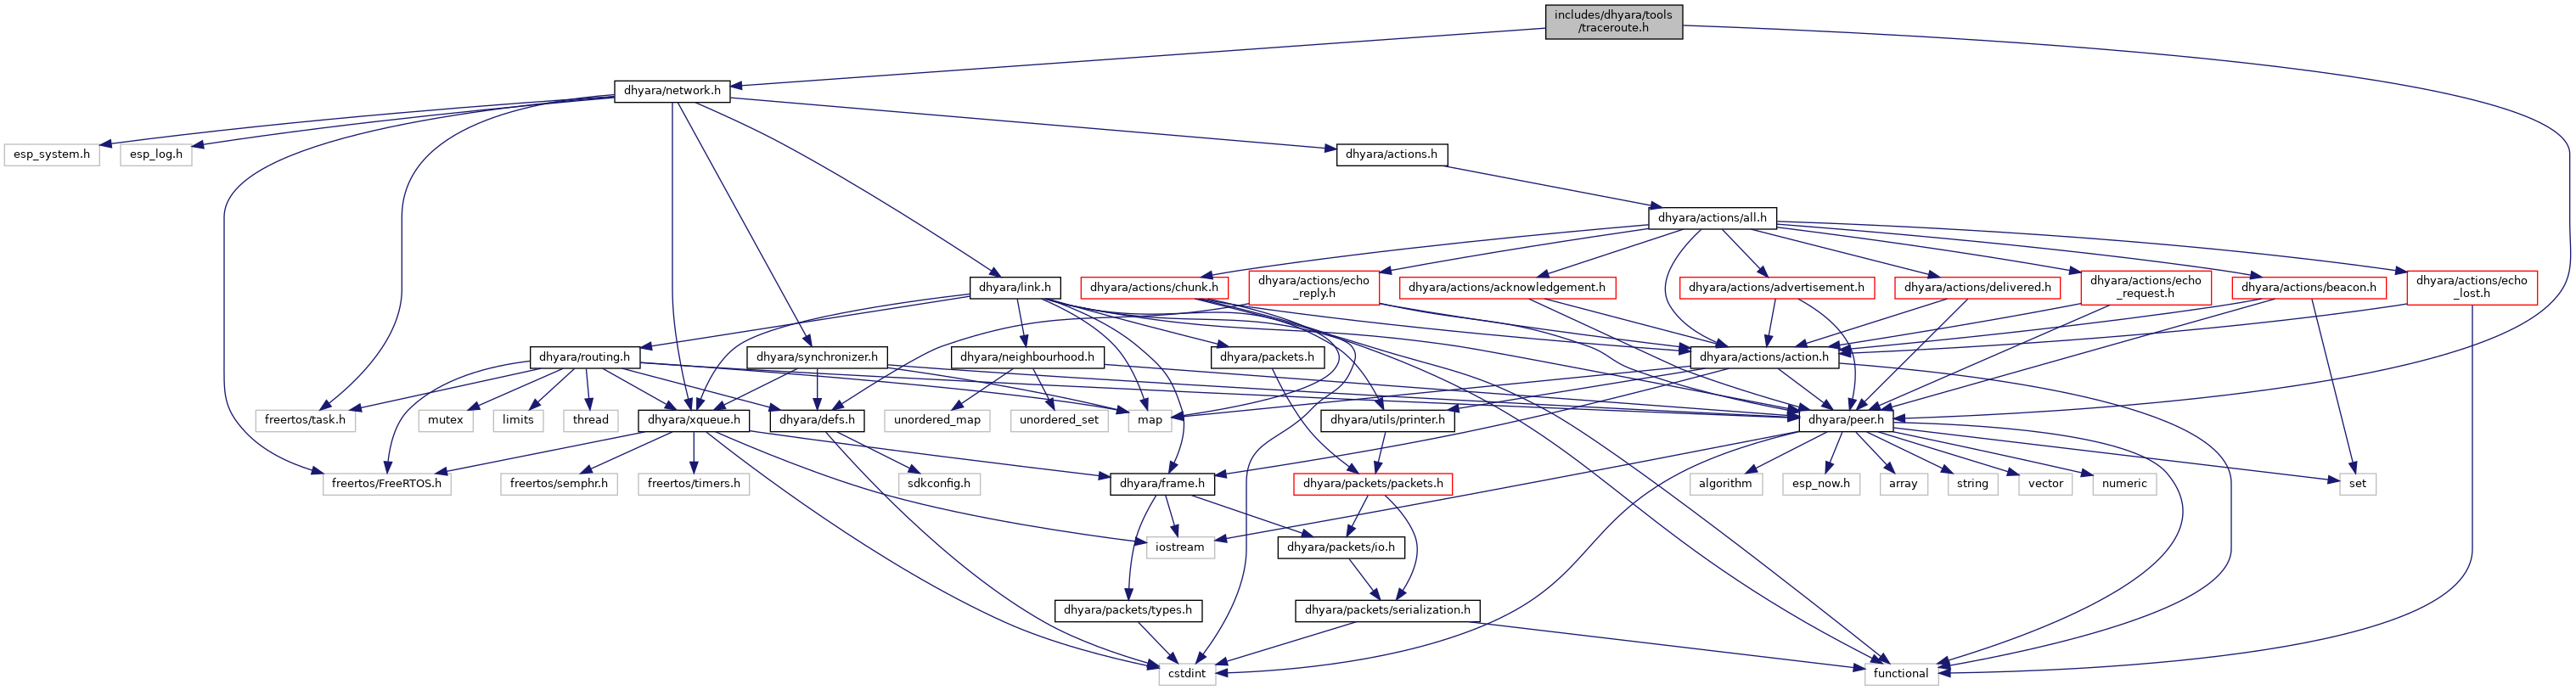 includes/dhyara/tools
/traceroute.h
dhyara/network.h
esp_system.h
esp_log.h
dhyara/actions.h
dhyara/actions/all.h
dhyara/link.h
dhyara/actions/chunk.h
dhyara/actions/echo
_reply.h
dhyara/actions/acknowledgement.h
dhyara/actions/advertisement.h
dhyara/actions/delivered.h
dhyara/actions/echo
_request.h
dhyara/actions/beacon.h
dhyara/actions/echo
_lost.h
dhyara/routing.h
dhyara/synchronizer.h
dhyara/neighbourhood.h
dhyara/packets.h
dhyara/actions/action.h
freertos/task.h
mutex
limits
thread
dhyara/xqueue.h
dhyara/defs.h
unordered_map
unordered_set
map
dhyara/utils/printer.h
dhyara/peer.h
freertos/FreeRTOS.h
freertos/semphr.h
freertos/timers.h
sdkconfig.h
dhyara/frame.h
dhyara/packets/packets.h
algorithm
esp_now.h
array
string
vector
numeric
set
iostream
dhyara/packets/io.h
dhyara/packets/types.h
dhyara/packets/serialization.h
cstdint
functional